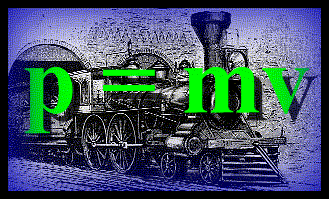 p = mv